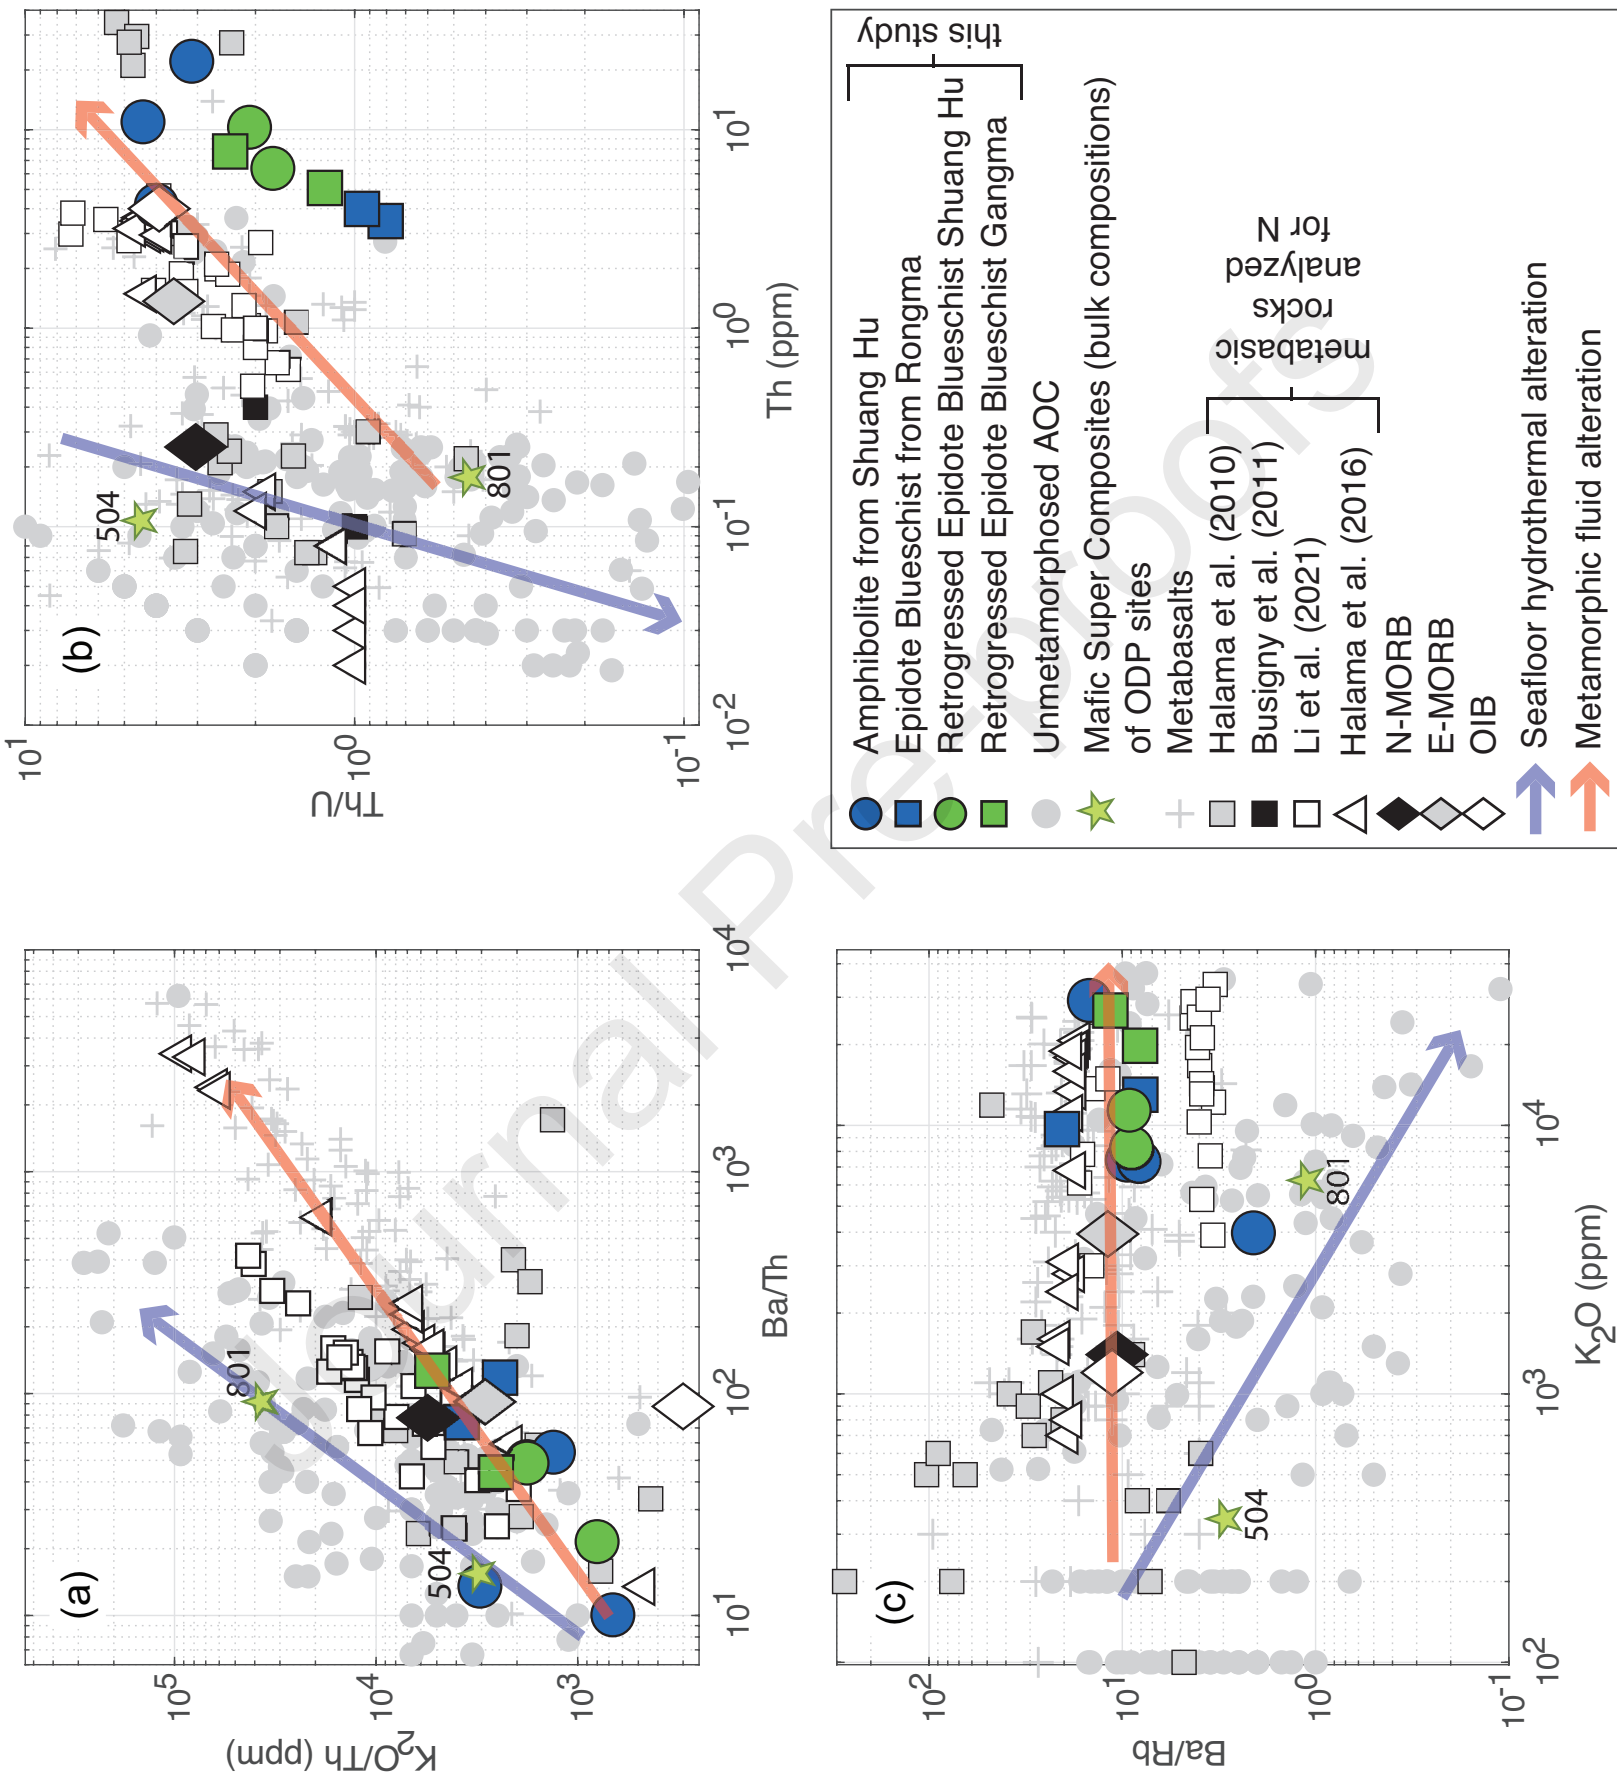 (a)
10^5
10^4
10^3
K2O/Th (ppm)
801
504
10^1
10^2
10^3
10^4
Ba/Th
(b)
10^1
10^0
10^-1
Th/U
504
801
10^-2
10^-1
10^0
10^1
Th (ppm)
(c)
10^2
10^1
10^0
10^-1
Ba/Rb
504
801
10^2
10^3
10^4
K2O (ppm)
Amphibolite from Shuang Hu
Epidote Blueschist from Rongma
Retrogressed Epidote Blueschist Shuang Hu
Retrogressed Epidote Blueschist Gangma
this study
Unmetamorphosed AOC
Mafic Super Composites (bulk compositions)
of ODP sites
Metabasalts
Halama et al. (2010)
Busigny et al. (2011)
Li et al. (2021)
Halama et al. (2016)
metabasic
rocks
analyzed
for N
N-MORB
E-MORB
OIB
Seafloor hydrothermal alteration
Metamorphic fluid alteration
Journal Pre-proofs